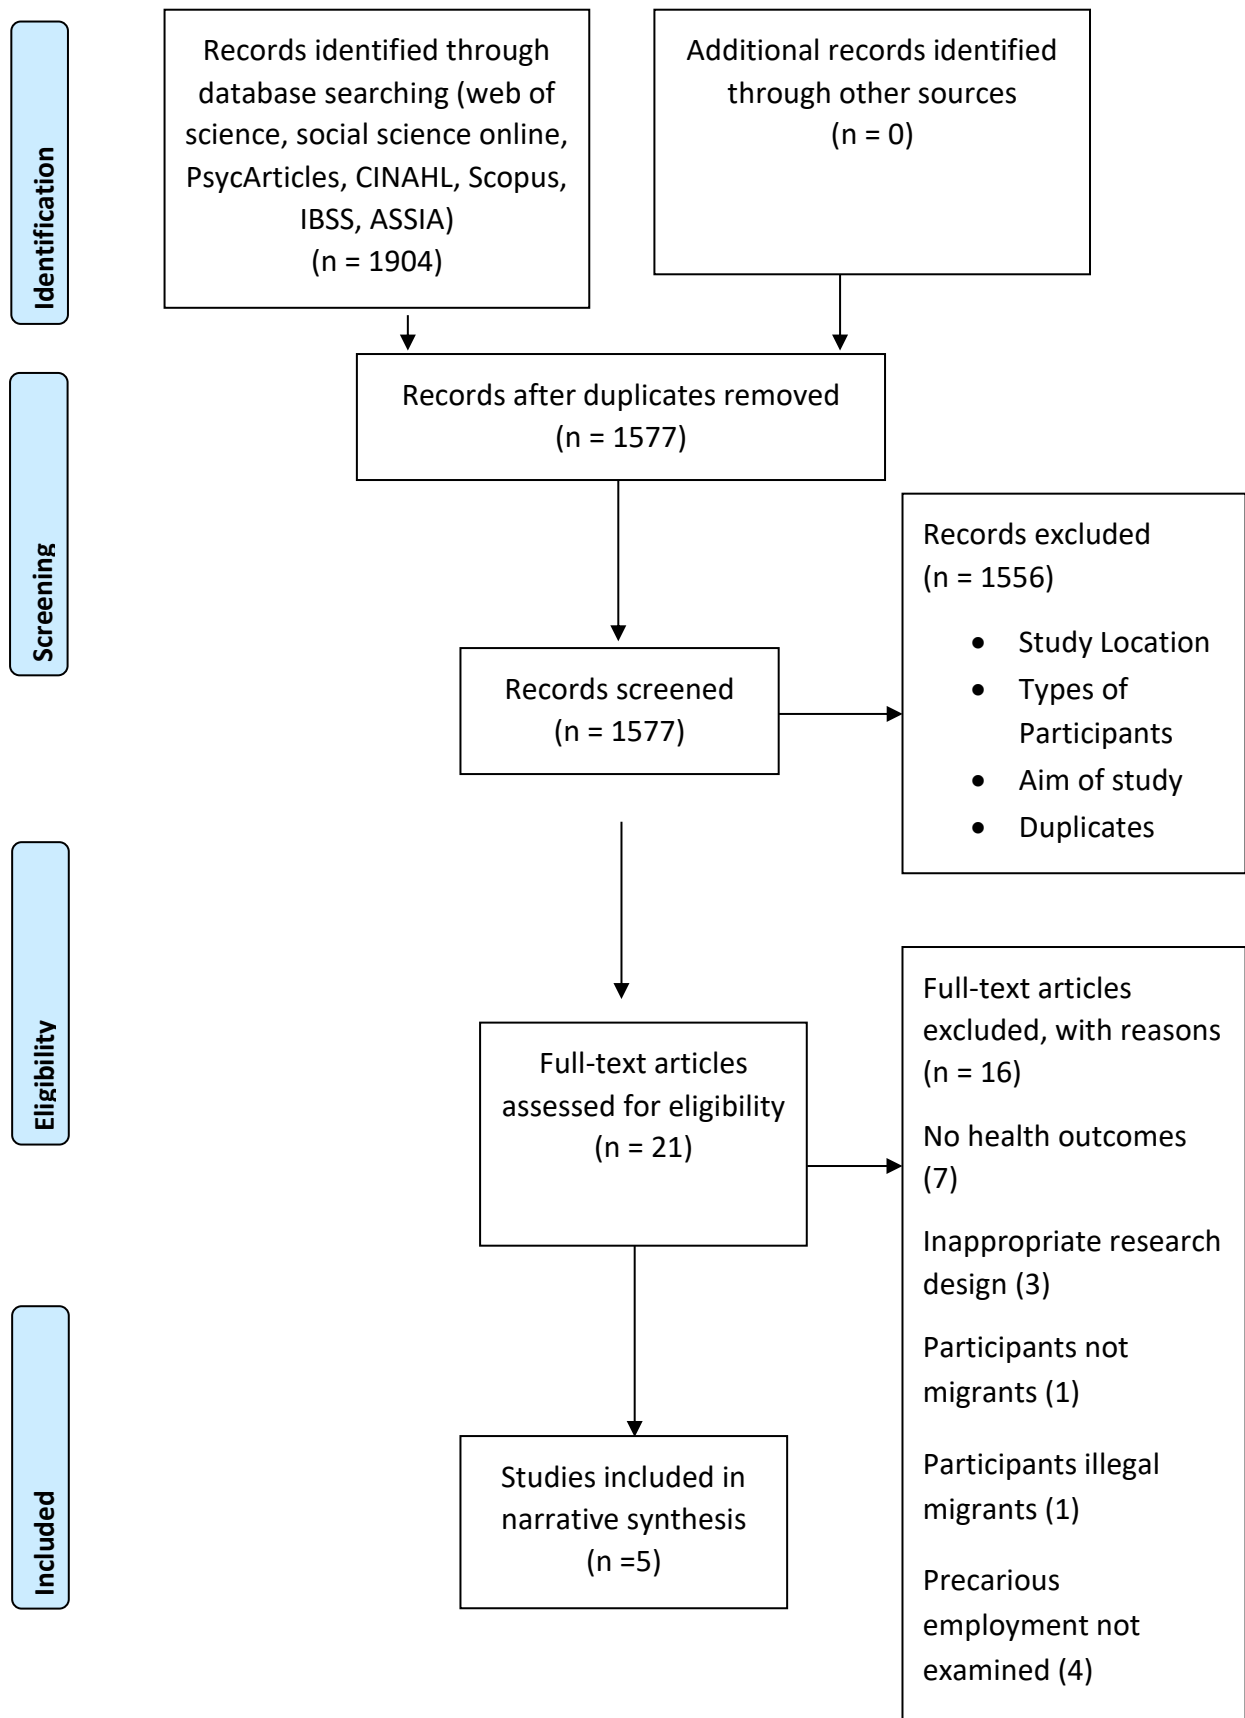 Identification
Records identified through
database searching (web of
science, social science online,
PsycArticles, CINAHL, Scopus,
IBSS, ASSIA)
(n = 1904)
Additional records identified
through other sources
(n = 0)
Records after duplicates removed
(n = 1577)
Screening
Records screened
(n = 1577)
Records excluded
(n = 1556)
• Study Location
• Types of
Participants
• Aim of study
• Duplicates
Eligibility
Full-text articles
assessed for eligibility
(n = 21)
Full-text articles
excluded, with reasons
(n = 16)
No health outcomes
(7)
Inappropriate research
design (3)
Participants not
migrants (1)
Participants illegal
migrants (1)
Precarious
employment not
examined (4)
Included
Studies included in
narrative synthesis
(n =5)